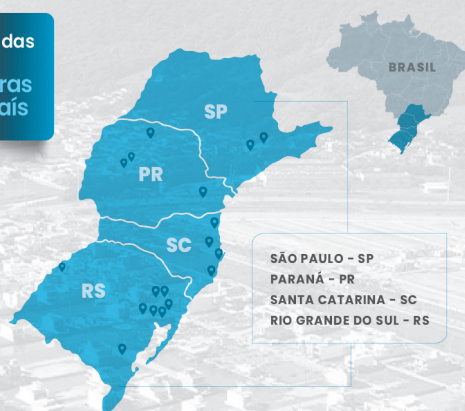 das
ras
aís
BRASIL
SP
PR
SC
RS
SÃO PAULO - SP
PARANÁ - PR
SANTA CATARINA - SC
RIO GRANDE DO SUL - RS